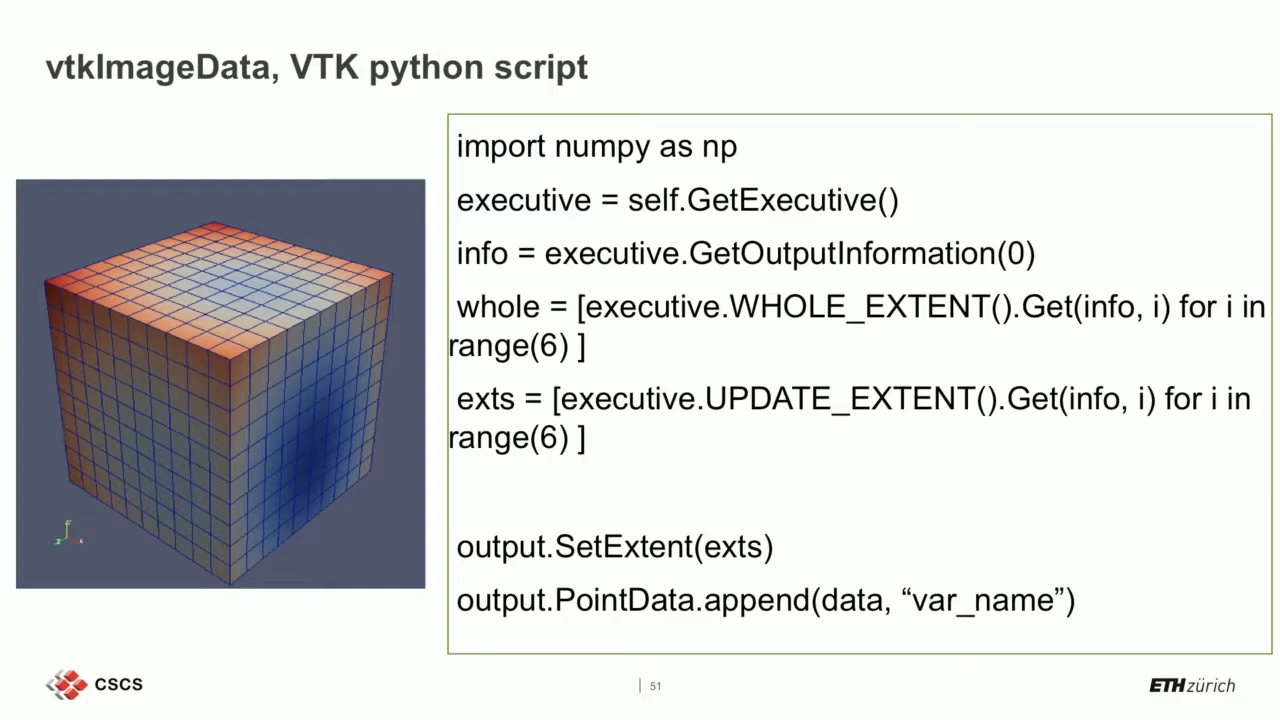 vtkImageData, VTK python script
import numpy as np
executive = self.GetExecutive()
info = executive.GetOutputInformation(0)
whole = [executive.WHOLE_EXTENT().Get(info, i) for i in
range(6) ]
exts = [executive.UPDATE_EXTENT().Get(info, i) for i in
range(6) ]
output.SetExtent(exts)
output.PointData.append(data, “var_name”)
CSCS
| 51
ETH zürich